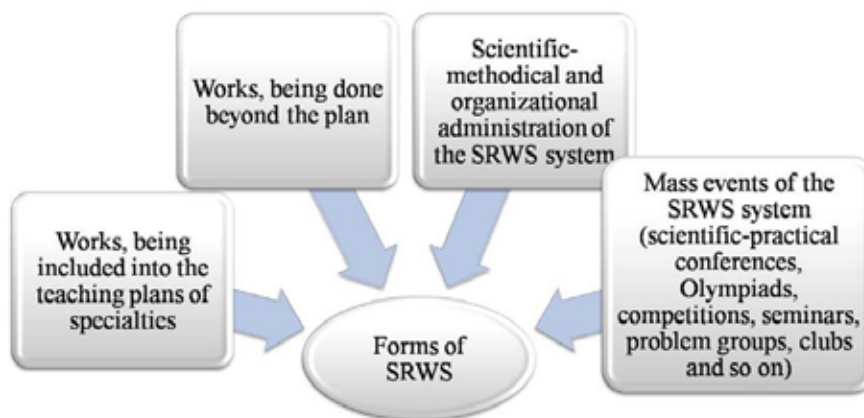 Works, being
included into the
teaching plans of
specialties
Works, being done
beyond the plan
Scientific-
methodical and
organizational
administration of
the SRWS system
Mass events of the
SRWS system
(scientific-practical
conferences,
Olympiads,
competitions, seminars,
problem groups, clubs
and so on)
Forms of
SRWS